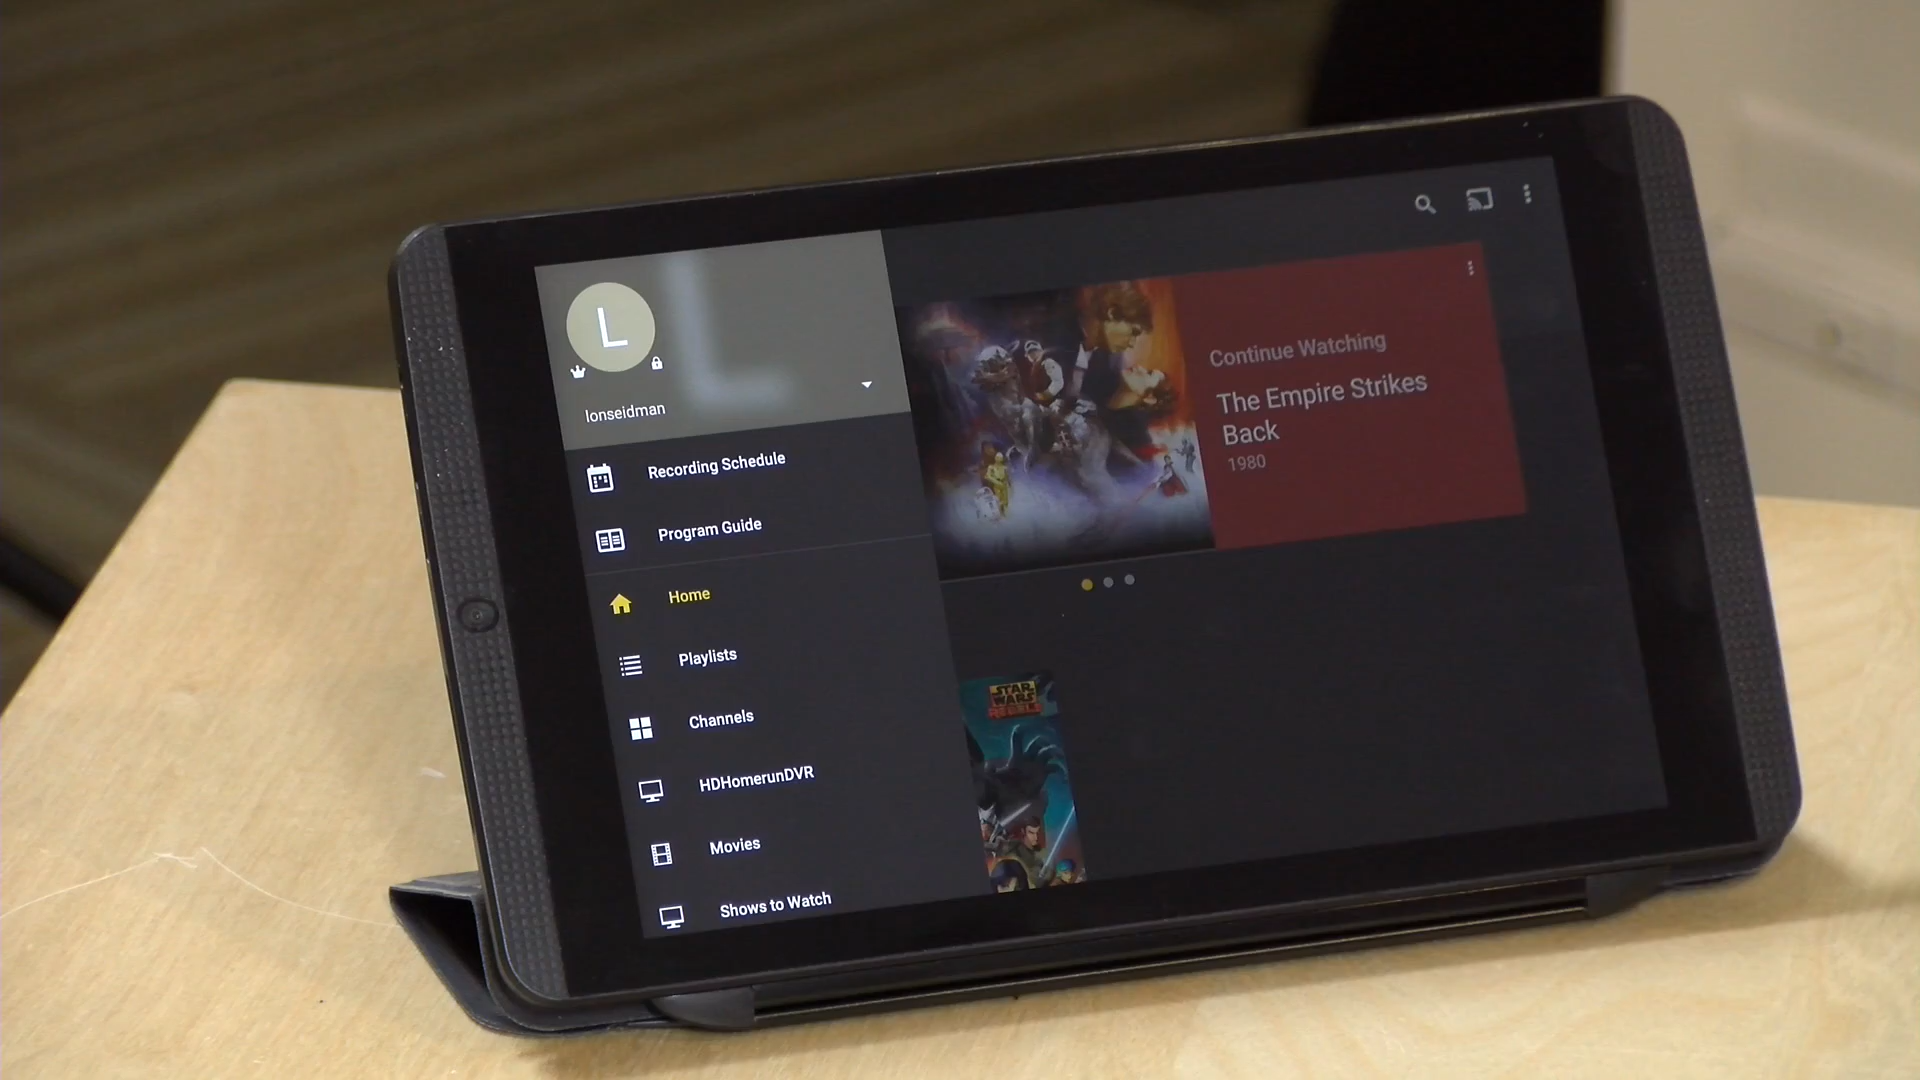 L
lonseidman
Recording Schedule
Program Guide
Home
Playlists
Channels
HDHomerunDVR
Movies
Shows to Watch
Continue Watching
The Empire Strikes
Back
1980
STAR
WARS
REBELS